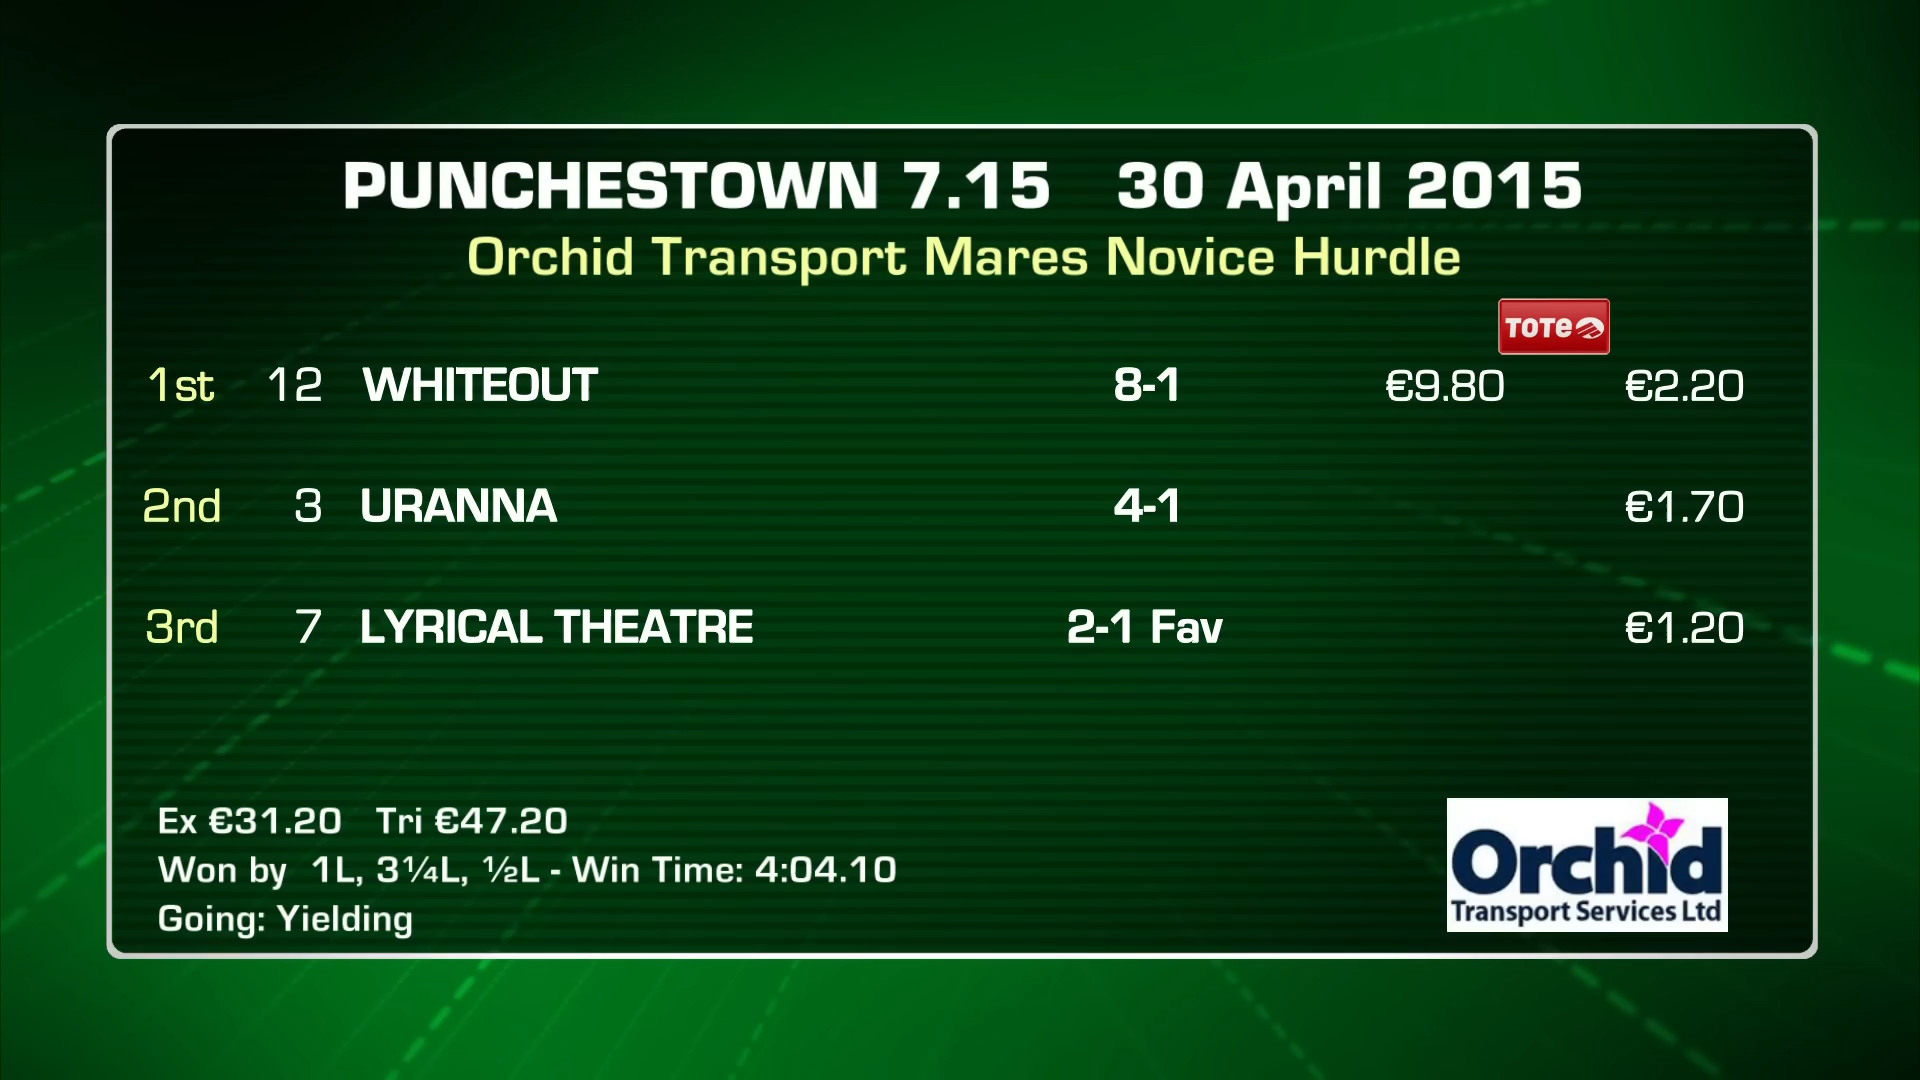 PUNCHESTOWN 7.15 30 April 2015
Orchid Transport Mares Novice Hurdle
TOTE
1st 12 WHITEOUT 8-1 €9.80 €2.20
2nd 3 URANNA 4-1 €1.70
3rd 7 LYRICAL THEATRE 2-1 Fav €1.20
Ex €31.20 Tri €47.20
Won by 1L, 3¼L, ½L - Win Time: 4:04.10
Going: Yielding
Orchid
Transport Services Ltd